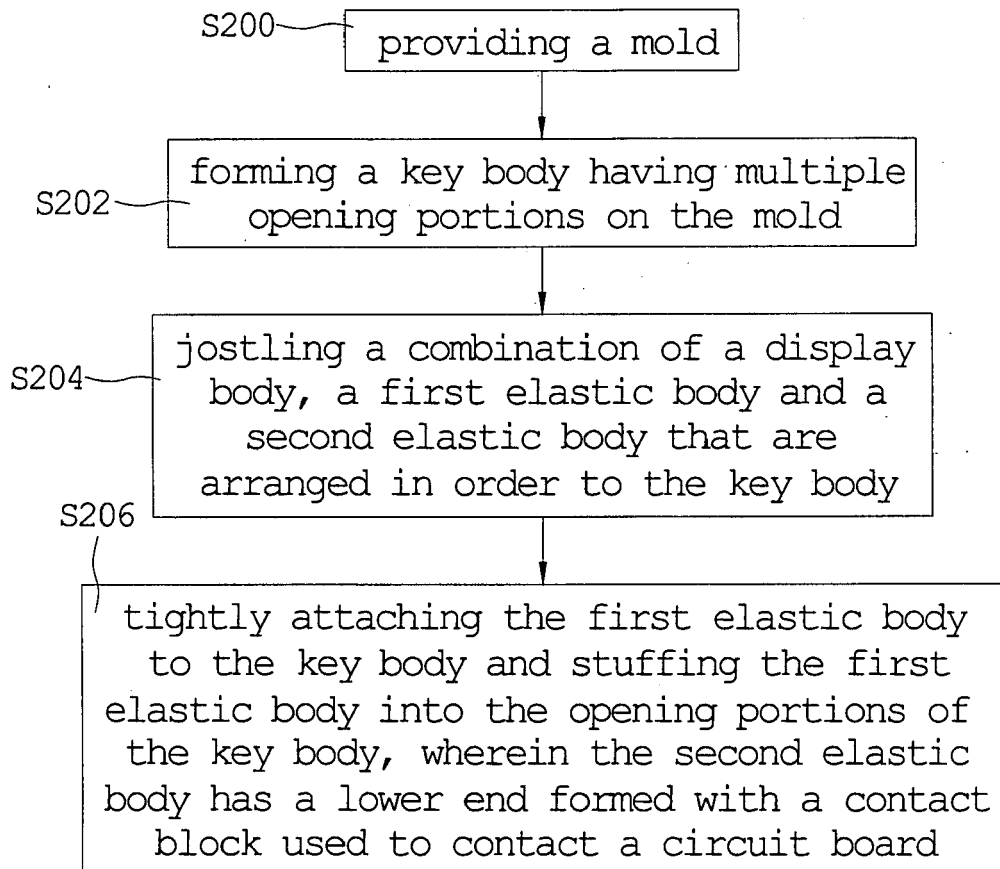 S200
providing a mold
S202
forming a key body having multiple
opening portions on the mold
S204
jostling a combination of a display
body, a first elastic body and a
second elastic body that are
arranged in order to the key body
S206
tightly attaching the first elastic body
to the key body and stuffing the first
elastic body into the opening portions of
the key body, wherein the second elastic
body has a lower end formed with a contact
block used to contact a circuit board